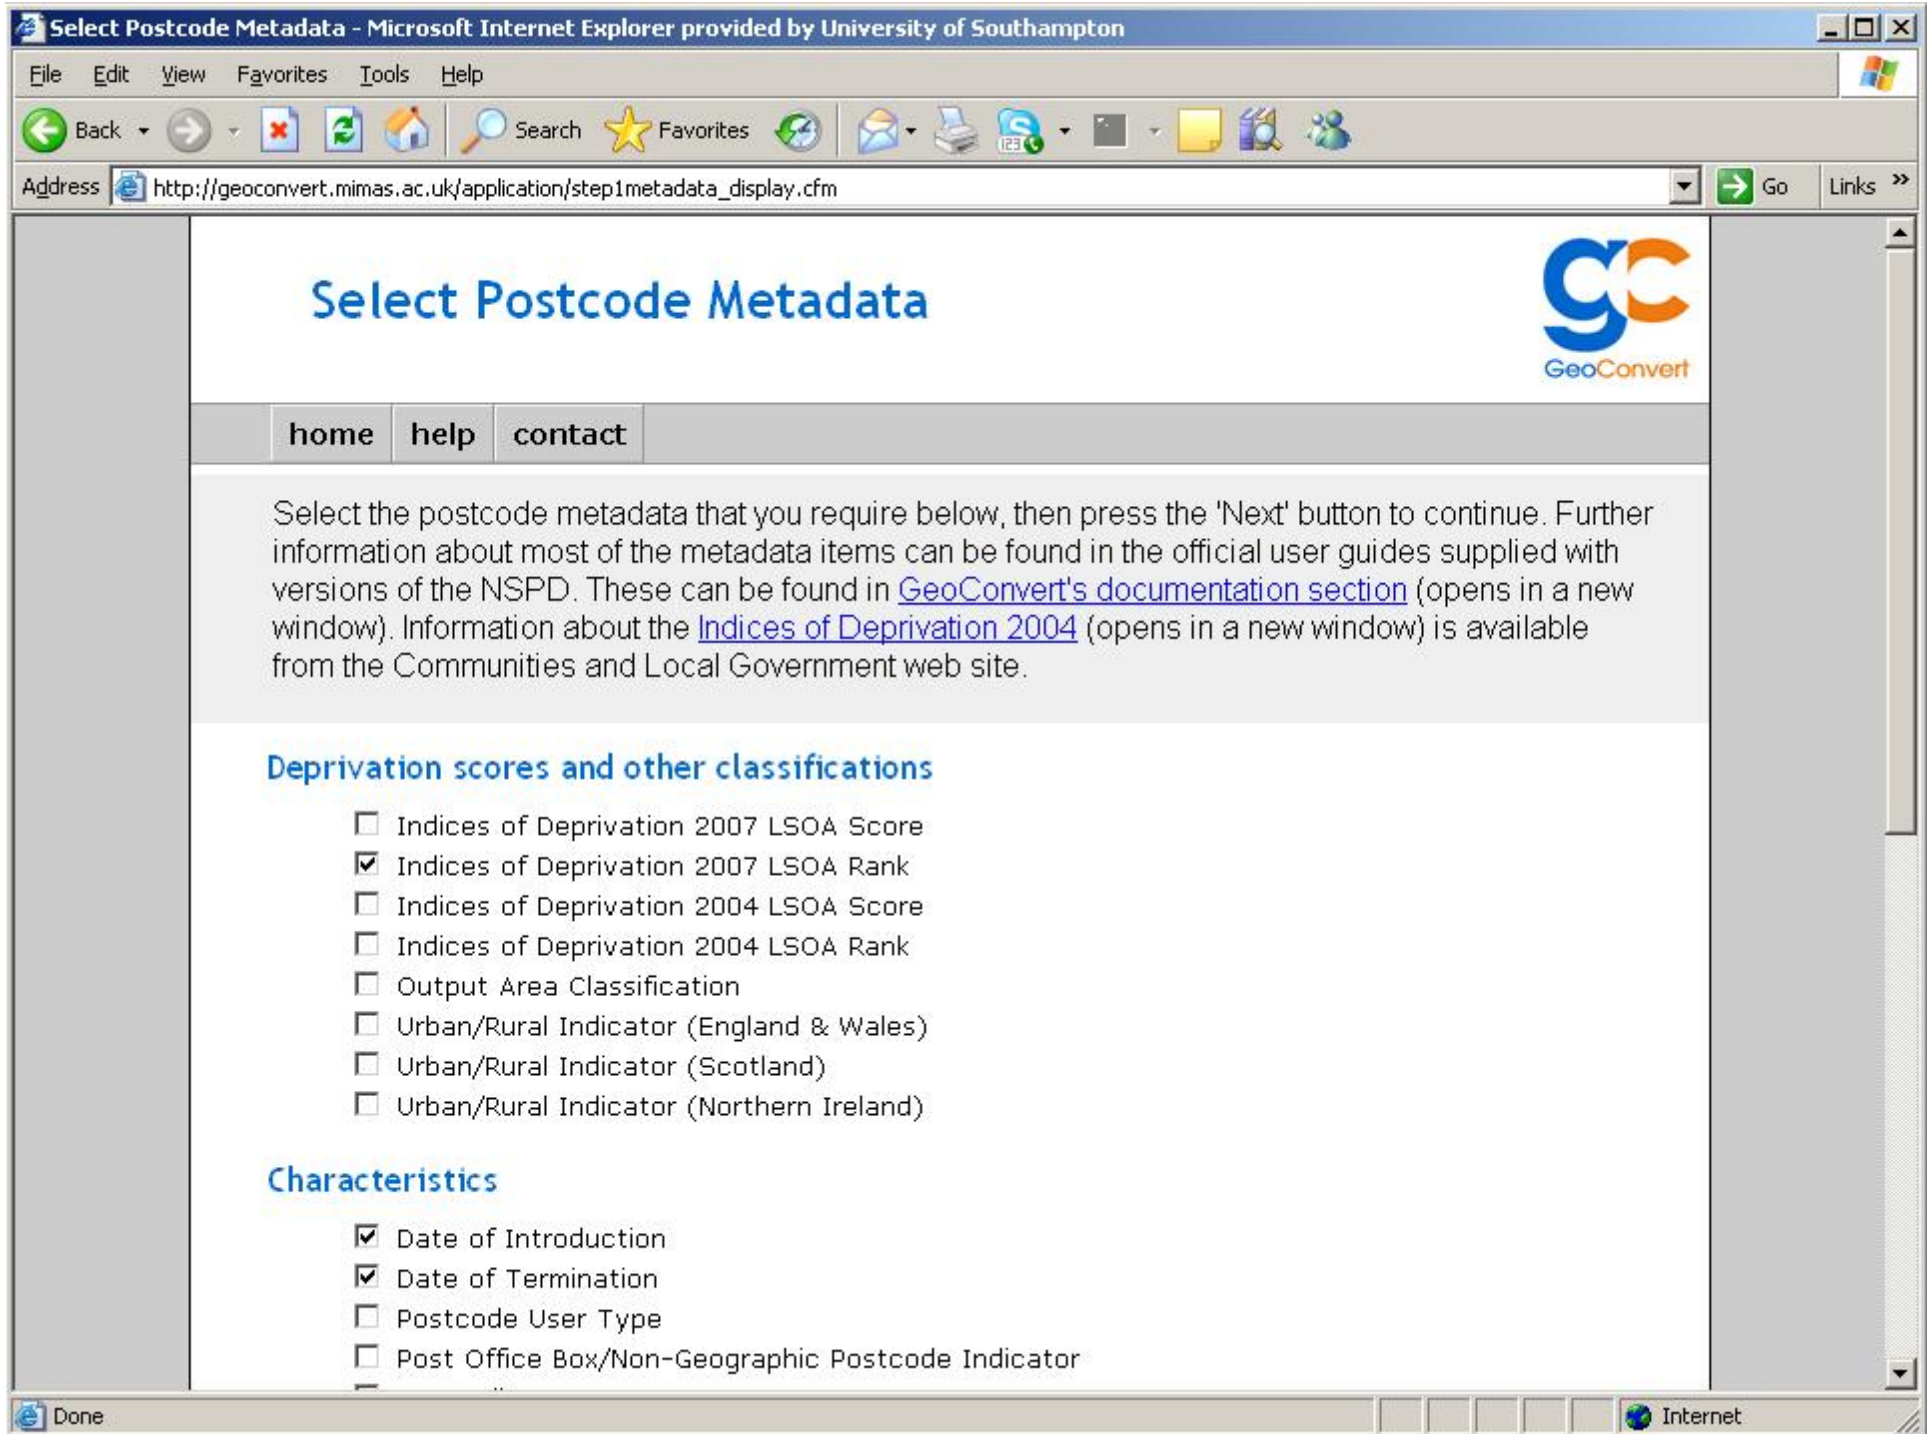 Select Postcode Metadata - Microsoft Internet Explorer provided by University of Southampton
File Edit View Favorites Tools Help
Back Search Favorites 123
Address http://geoconvert.mimas.ac.uk/application/step1metadata_display.cfm Go Links »
Select Postcode Metadata
gc
GeoConvert
home help contact
Select the postcode metadata that you require below, then press the 'Next' button to continue. Further
information about most of the metadata items can be found in the official user guides supplied with
versions of the NSPD. These can be found in GeoConvert's documentation section (opens in a new
window). Information about the Indices of Deprivation 2004 (opens in a new window) is available
from the Communities and Local Government web site.
Deprivation scores and other classifications
Indices of Deprivation 2007 LSOA Score
Indices of Deprivation 2007 LSOA Rank
Indices of Deprivation 2004 LSOA Score
Indices of Deprivation 2004 LSOA Rank
Output Area Classification
Urban/Rural Indicator (England & Wales)
Urban/Rural Indicator (Scotland)
Urban/Rural Indicator (Northern Ireland)
Characteristics
Date of Introduction
Date of Termination
Postcode User Type
Post Office Box/Non-Geographic Postcode Indicator
Done Internet